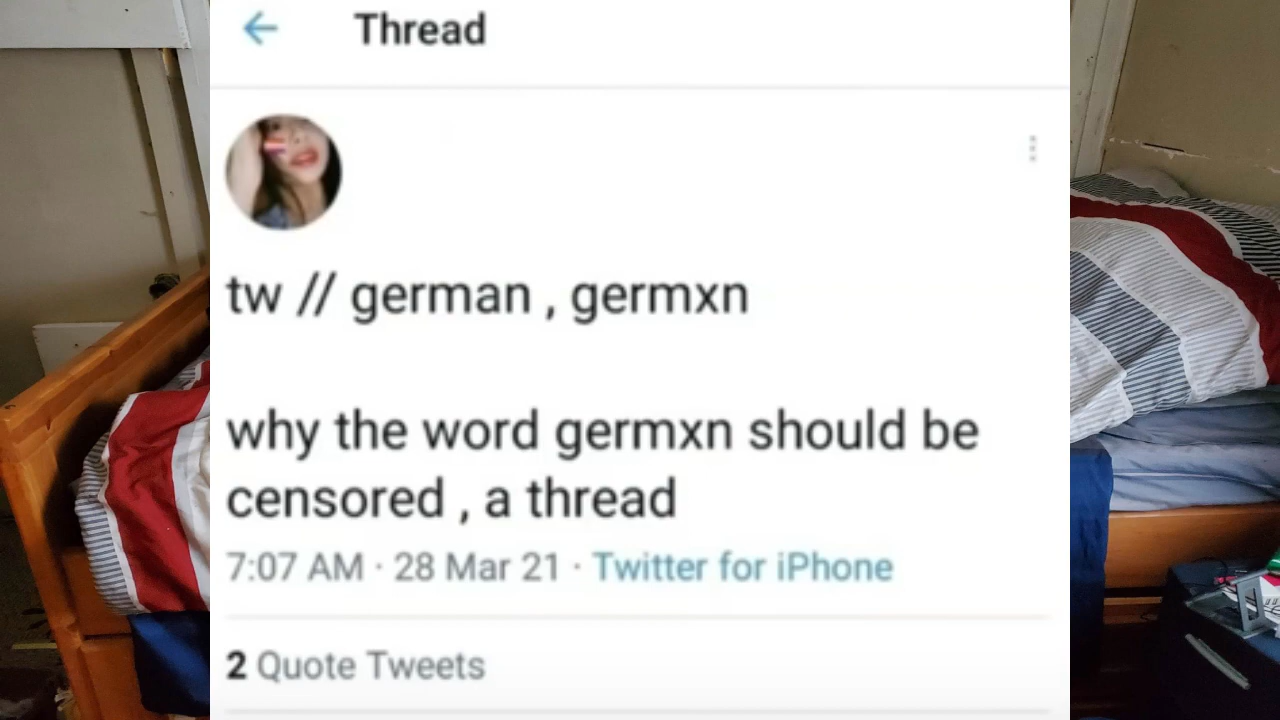 Thread
tw // german , germxn
why the word germxn should be
censored , a thread
7:07 AM · 28 Mar 21 · Twitter for iPhone
2 Quote Tweets